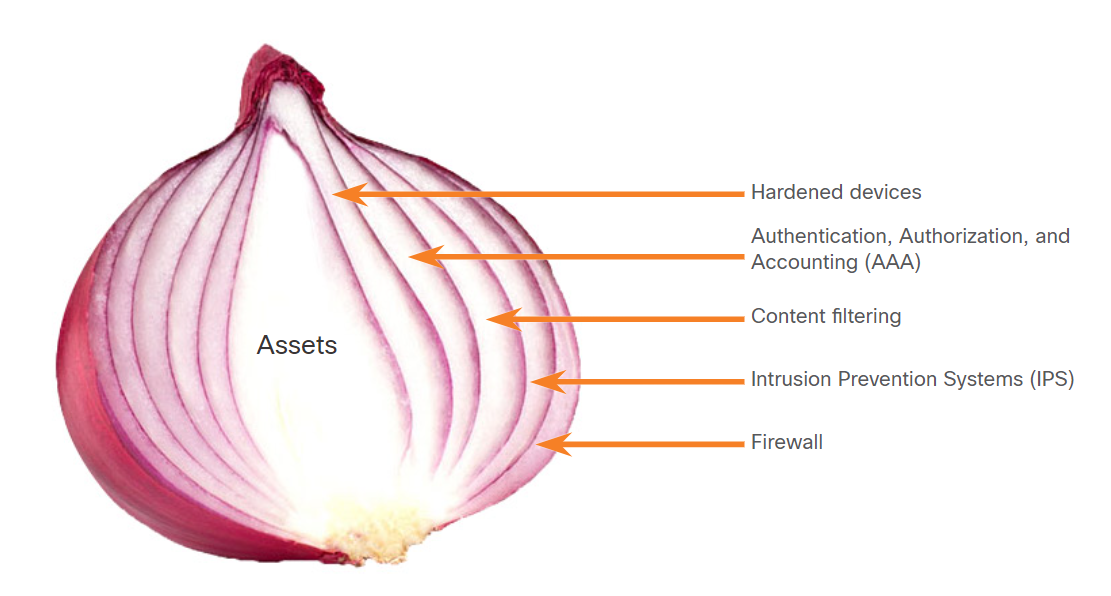 Hardened devices
Authentication, Authorization, and
Accounting (AAA)
Content filtering
Assets
Intrusion Prevention Systems (IPS)
Firewall